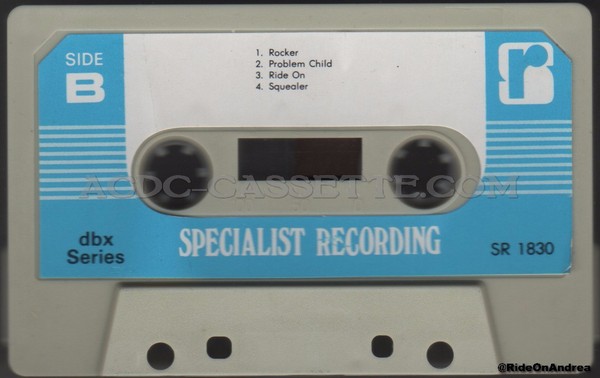 SIDE
B
1. Rocker
2. Problem Child
3. Ride On
4. Squealer
r
ACDC-CASSETTE.COM
dbx
Series
SPECIALIST RECORDING
SR 1830
@RideOnAndrea